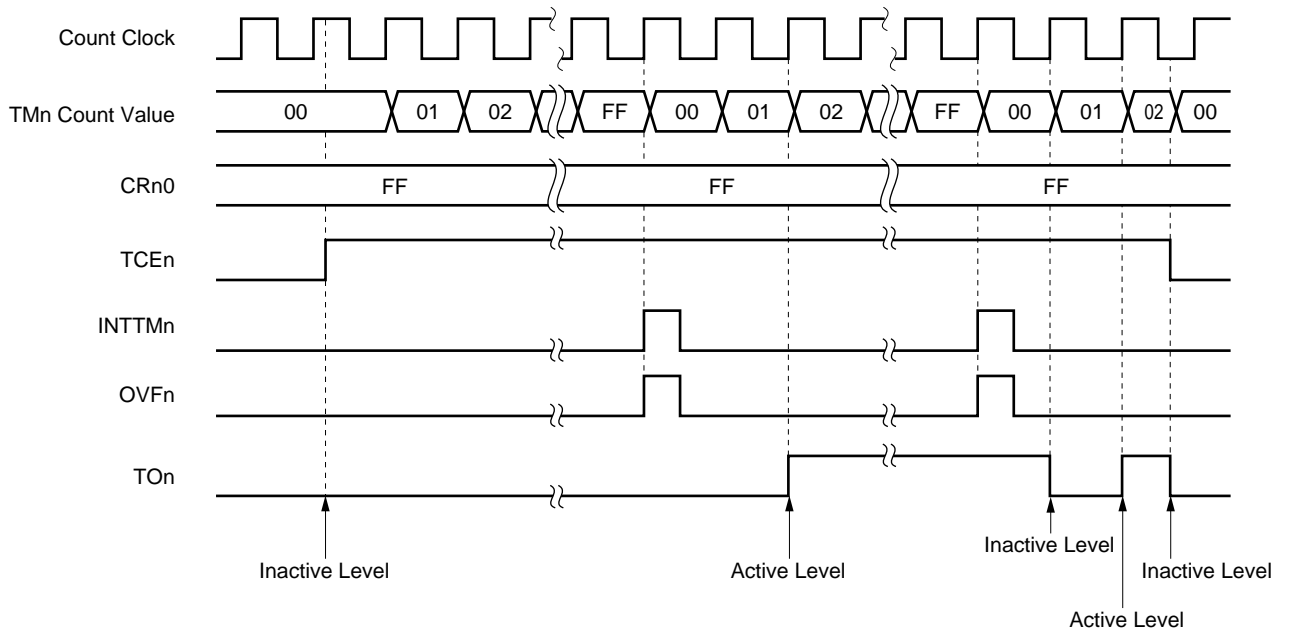 Count Clock
TMn Count Value
00 01 02 FF 00 01 02 FF 00 01 02 00
CRn0
FF FF FF
TCEn
INTTMn
OVFn
TOn
Inactive Level
Active Level
Inactive Level
Inactive Level
Active Level